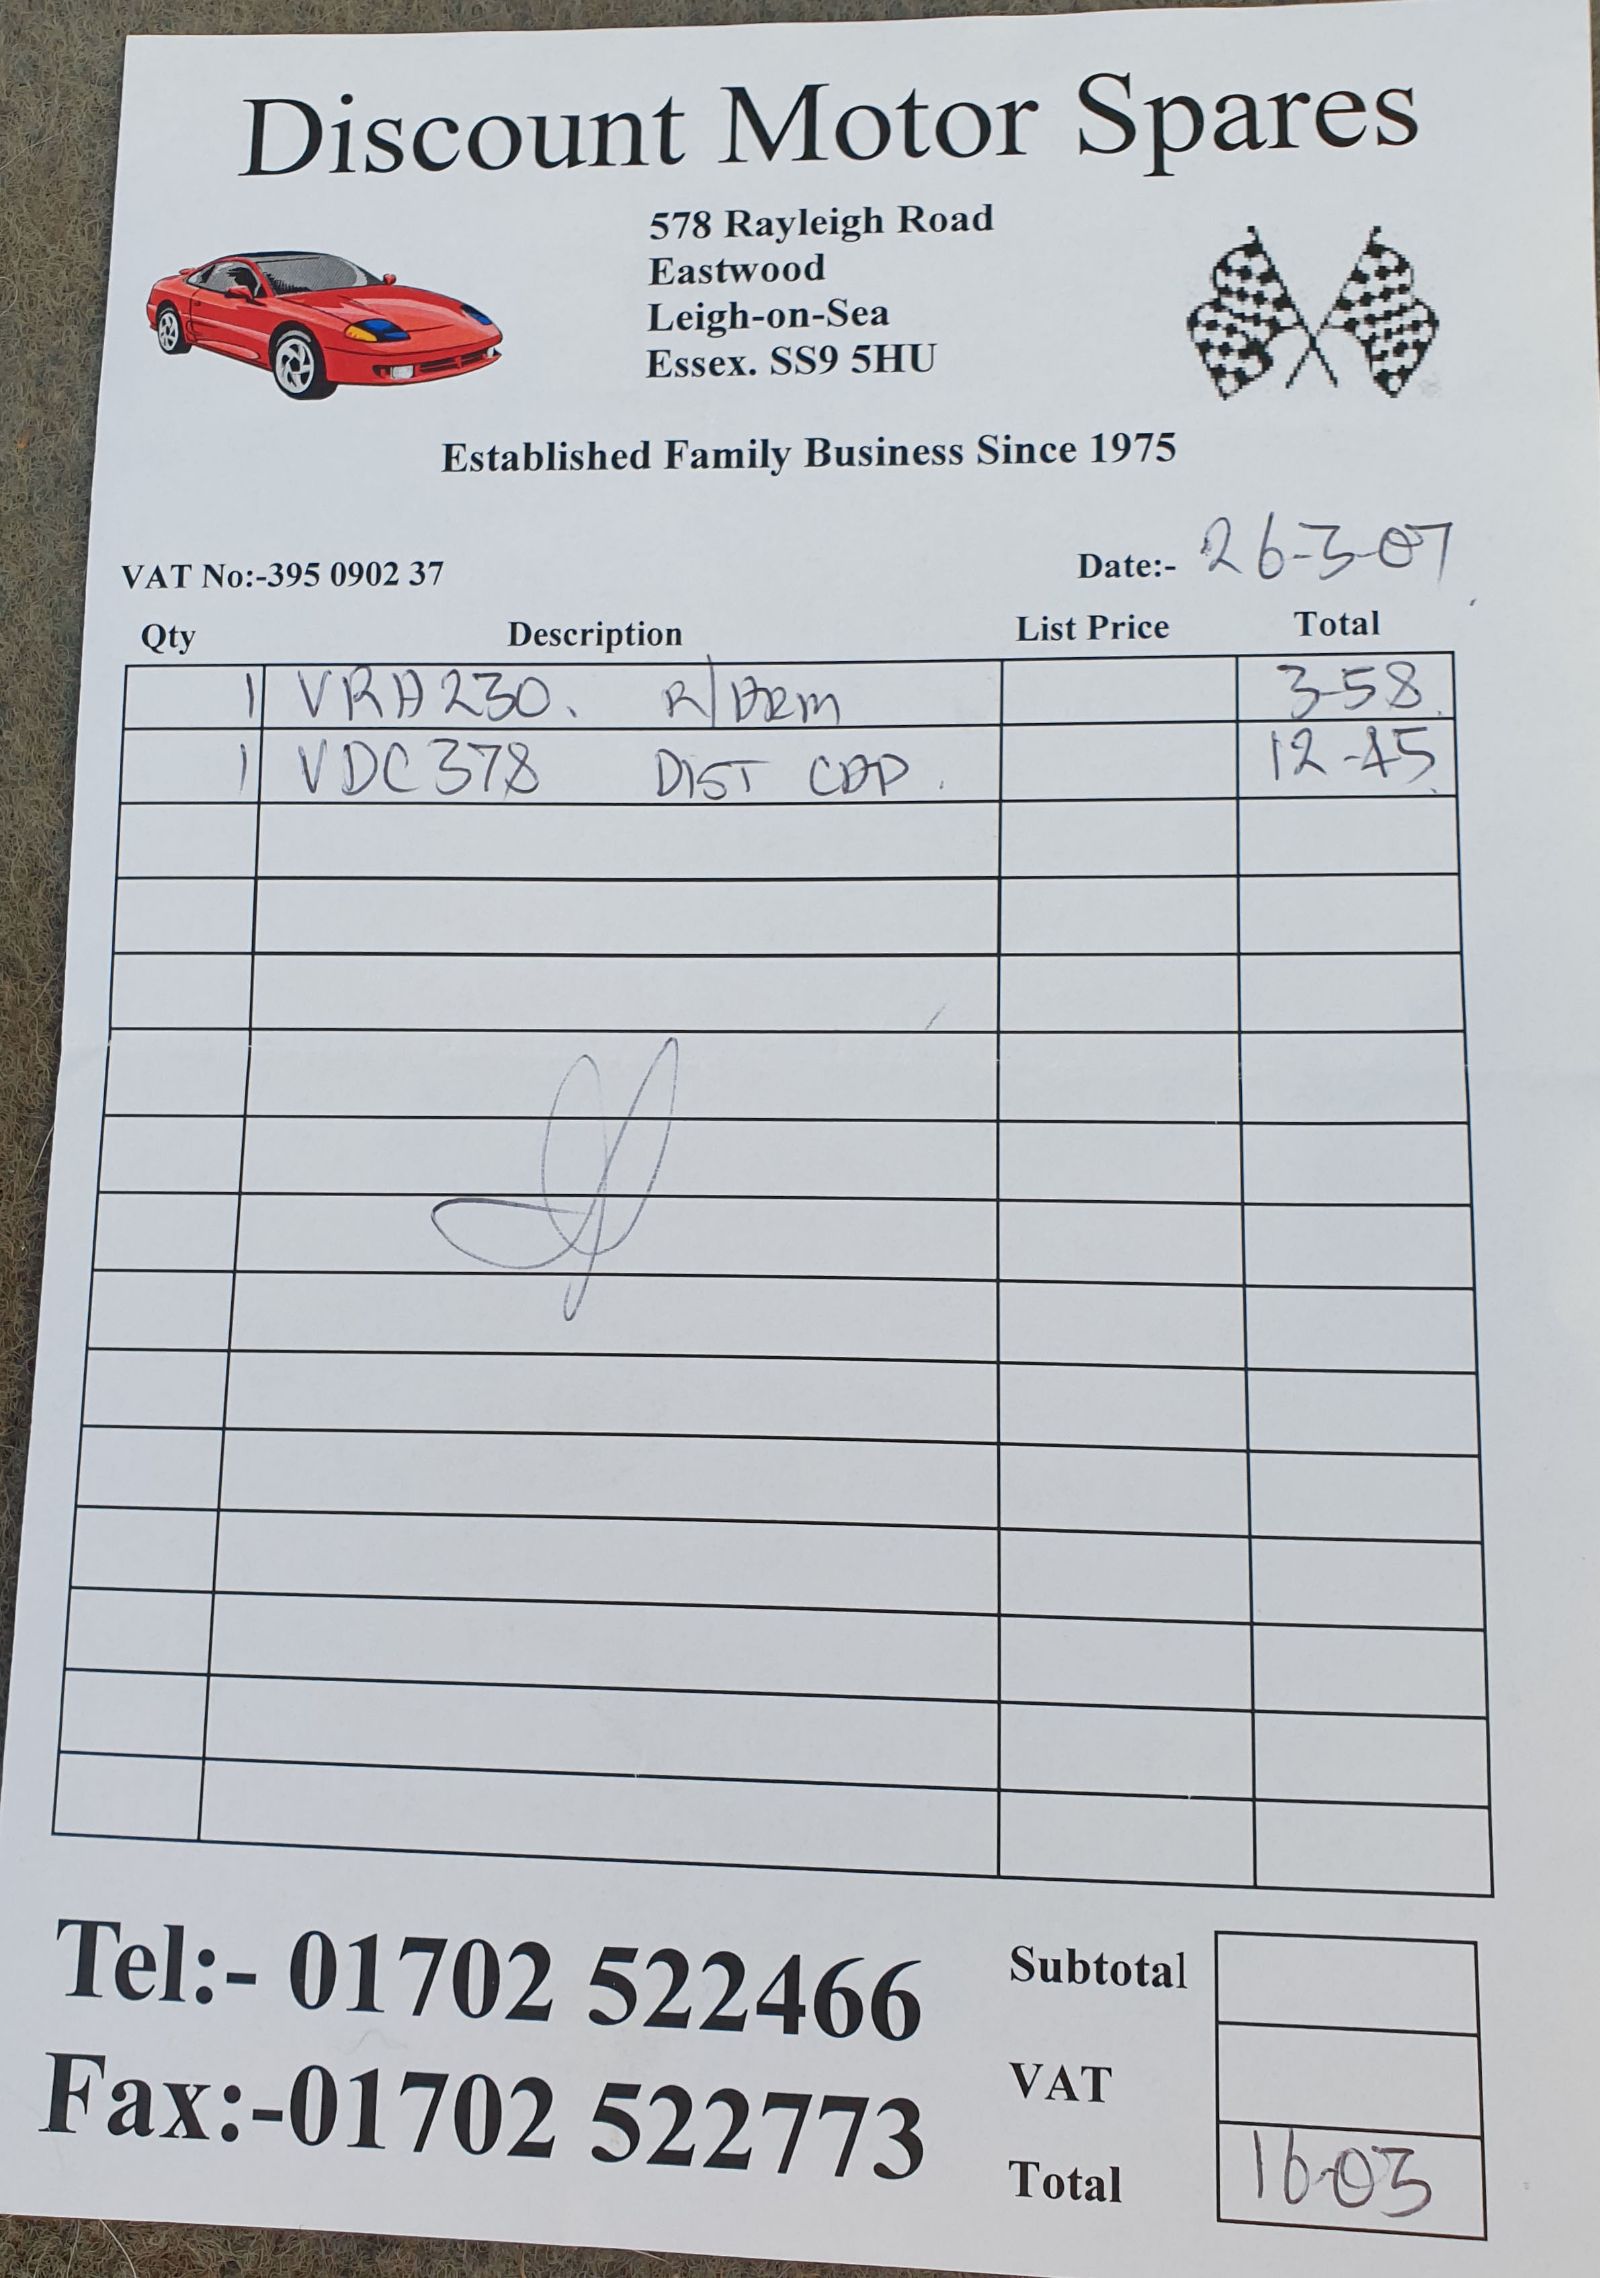 Discount Motor Spares
578 Rayleigh Road
Eastwood
Leigh-on-Sea
Essex. SS9 5HU
Established Family Business Since 1975
VAT No:-395 0902 37 Date:- 26-3-07
Qty Description List Price Total
1 VRA230. R/ARM 3-58
1 VDC378 DIST CAP. 12-45
Tel:- 01702 522466
Fax:-01702 522773
Subtotal
VAT
Total 16-03